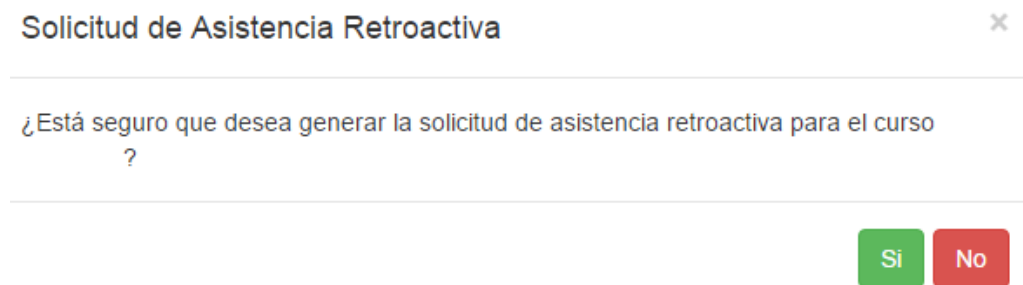 Solicitud de Asistencia Retroactiva ×
¿Está seguro que desea generar la solicitud de asistencia retroactiva para el curso
?
Si No